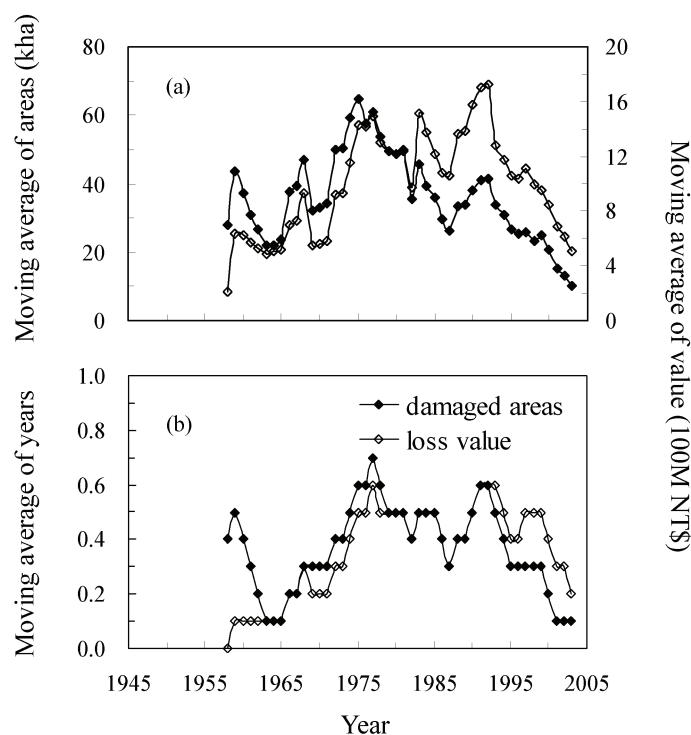 Moving average of areas (kha)
80
60
40
20
0
(a)
20
16
12
8
4
0
Moving average of value (100M NT$)
Moving average of years
1.0
0.8
0.6
0.4
0.2
0.0
(b)
damaged areas
loss value
1945 1955 1965 1975 1985 1995 2005
Year